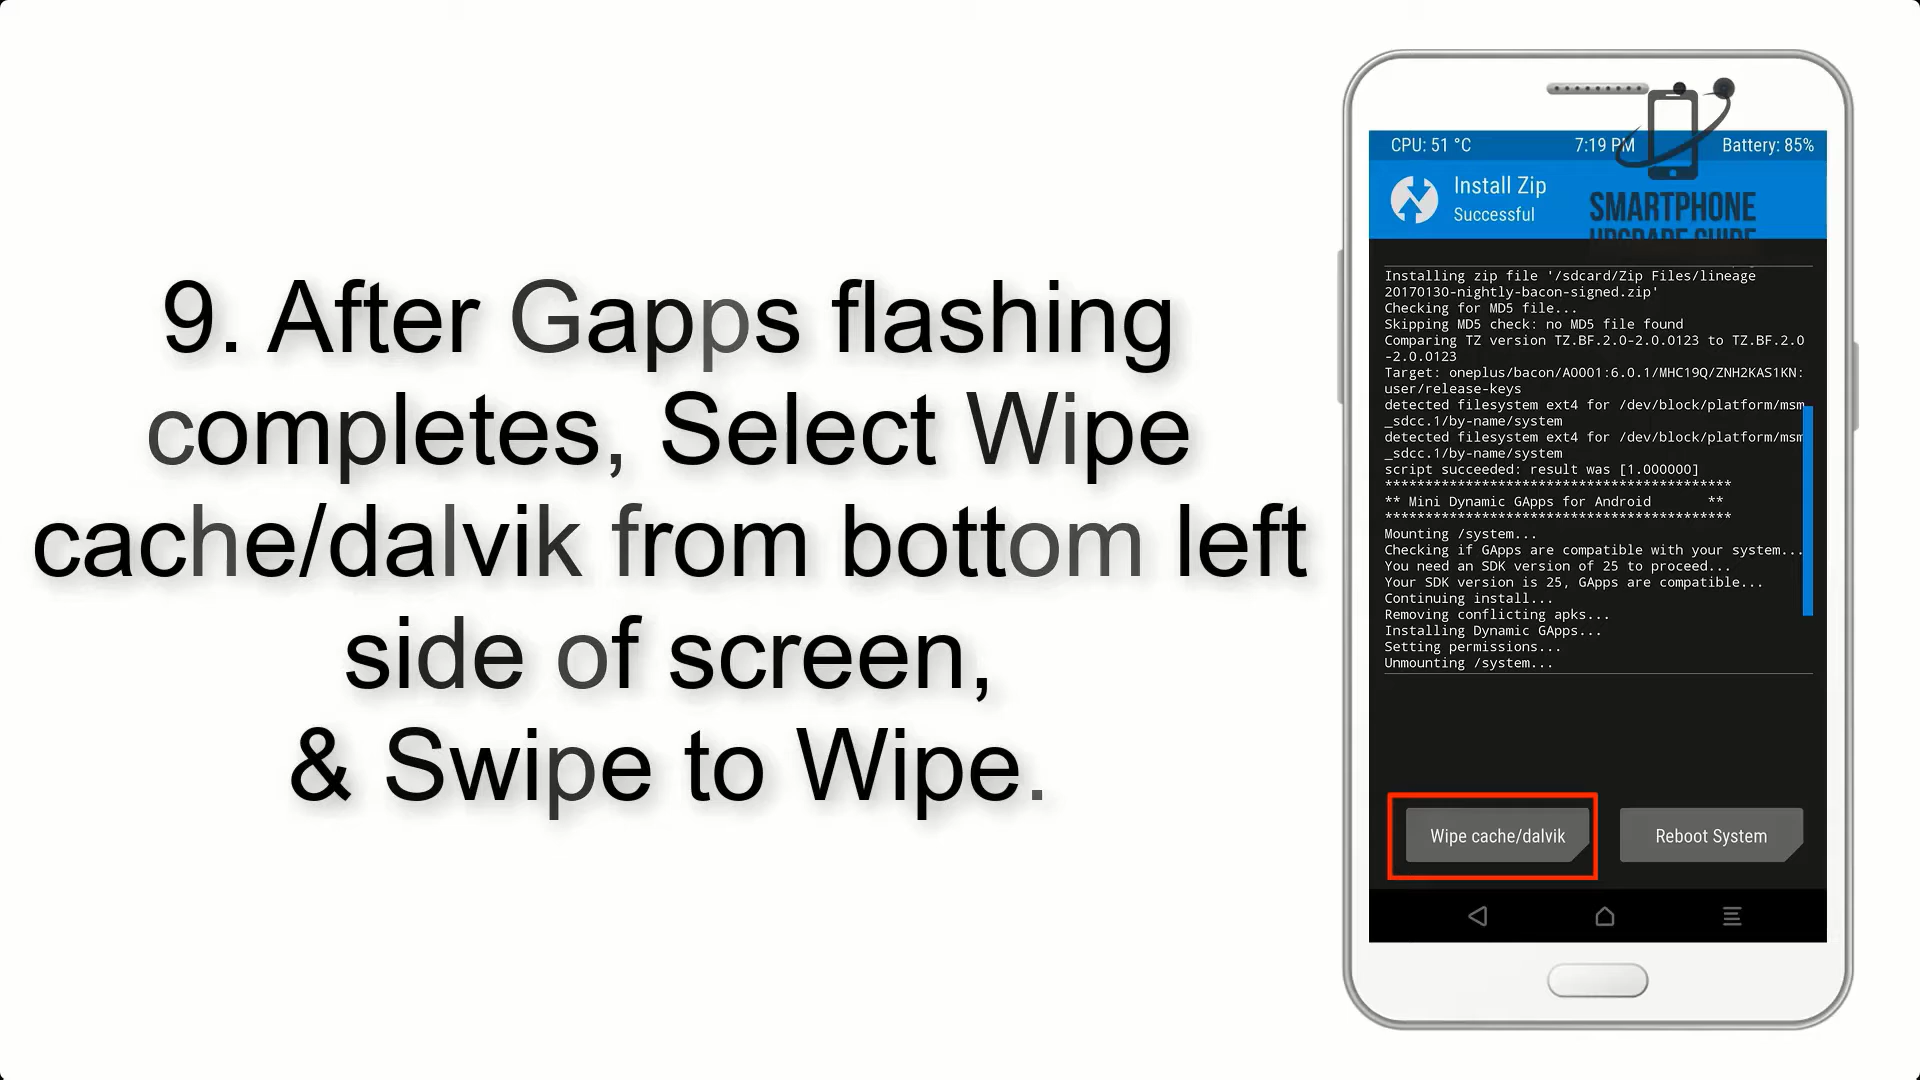 9. After Gapps flashing
completes, Select Wipe
cache/dalvik from bottom left
side of screen,
& Swipe to Wipe.
CPU: 51 °C 7:19 PM Battery: 85%
Install Zip
Successful
SMARTPHONE
UPGRADE GUIDE
Installing zip file '/sdcard/Zip Files/lineage
20170130-nightly-bacon-signed.zip'
Checking for MD5 file...
Skipping MD5 check: no MD5 file found
Comparing TZ version TZ.BF.2.0-2.0.0123 to TZ.BF.2.0
-2.0.0123
Target: oneplus/bacon/A0001:6.0.1/MHC19Q/ZNH2KAS1KN:
user/release-keys
detected filesystem ext4 for /dev/block/platform/msm
_sdcc.1/by-name/system
detected filesystem ext4 for /dev/block/platform/msm
_sdcc.1/by-name/system
script succeeded: result was [1.000000]
*******************************************
** Mini Dynamic GApps for Android **
*******************************************
Mounting /system...
Checking if GApps are compatible with your system...
You need an SDK version of 25 to proceed...
Your SDK version is 25, GApps are compatible...
Continuing install...
Removing conflicting apks...
Installing Dynamic GApps...
Setting permissions...
Unmounting /system...
Wipe cache/dalvik Reboot System